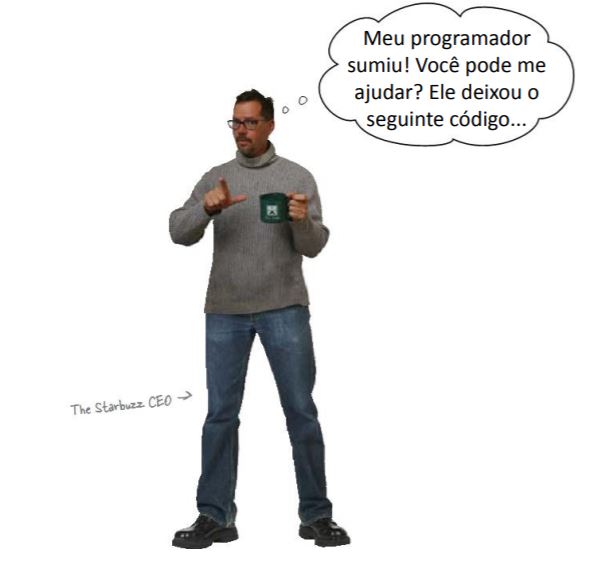 Meu programador
sumiu! Você pode me
ajudar? Ele deixou o
seguinte código...
The Starbuzz CEO